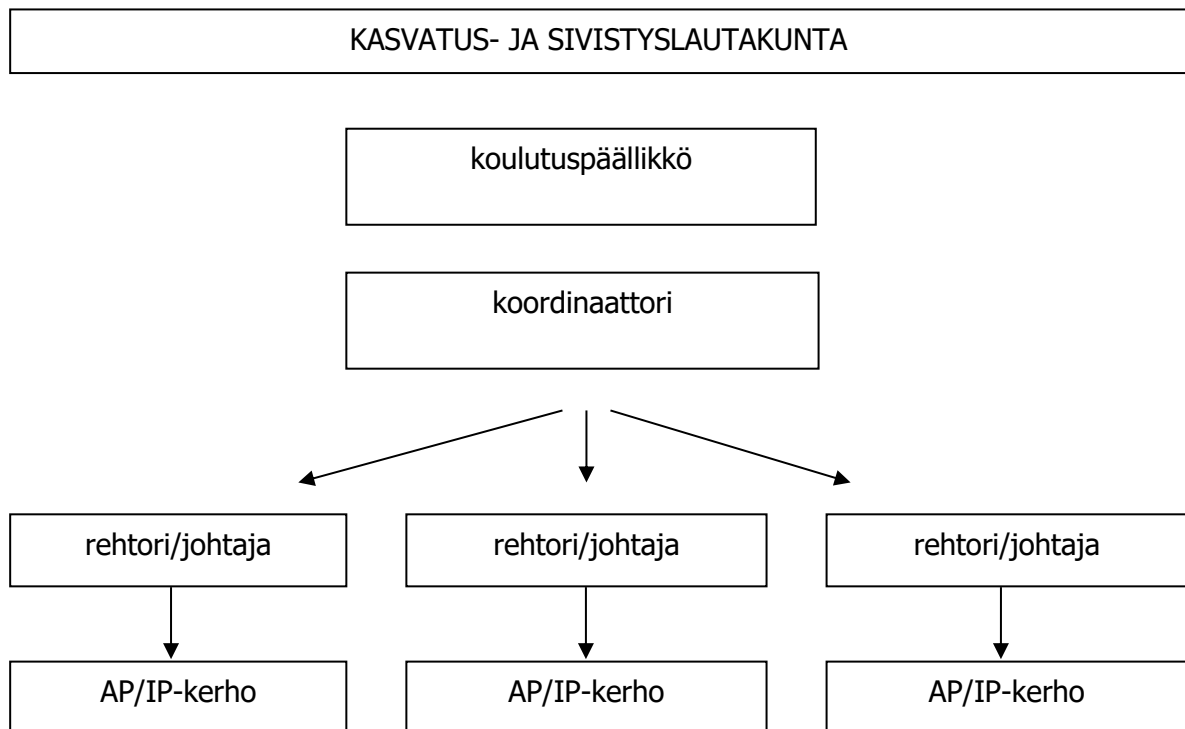 KASVATUS- JA SIVISTYSLAUTAKUNTA
koulutuspäällikkö
koordinaattori
rehtori/johtaja
rehtori/johtaja
rehtori/johtaja
AP/IP-kerho
AP/IP-kerho
AP/IP-kerho